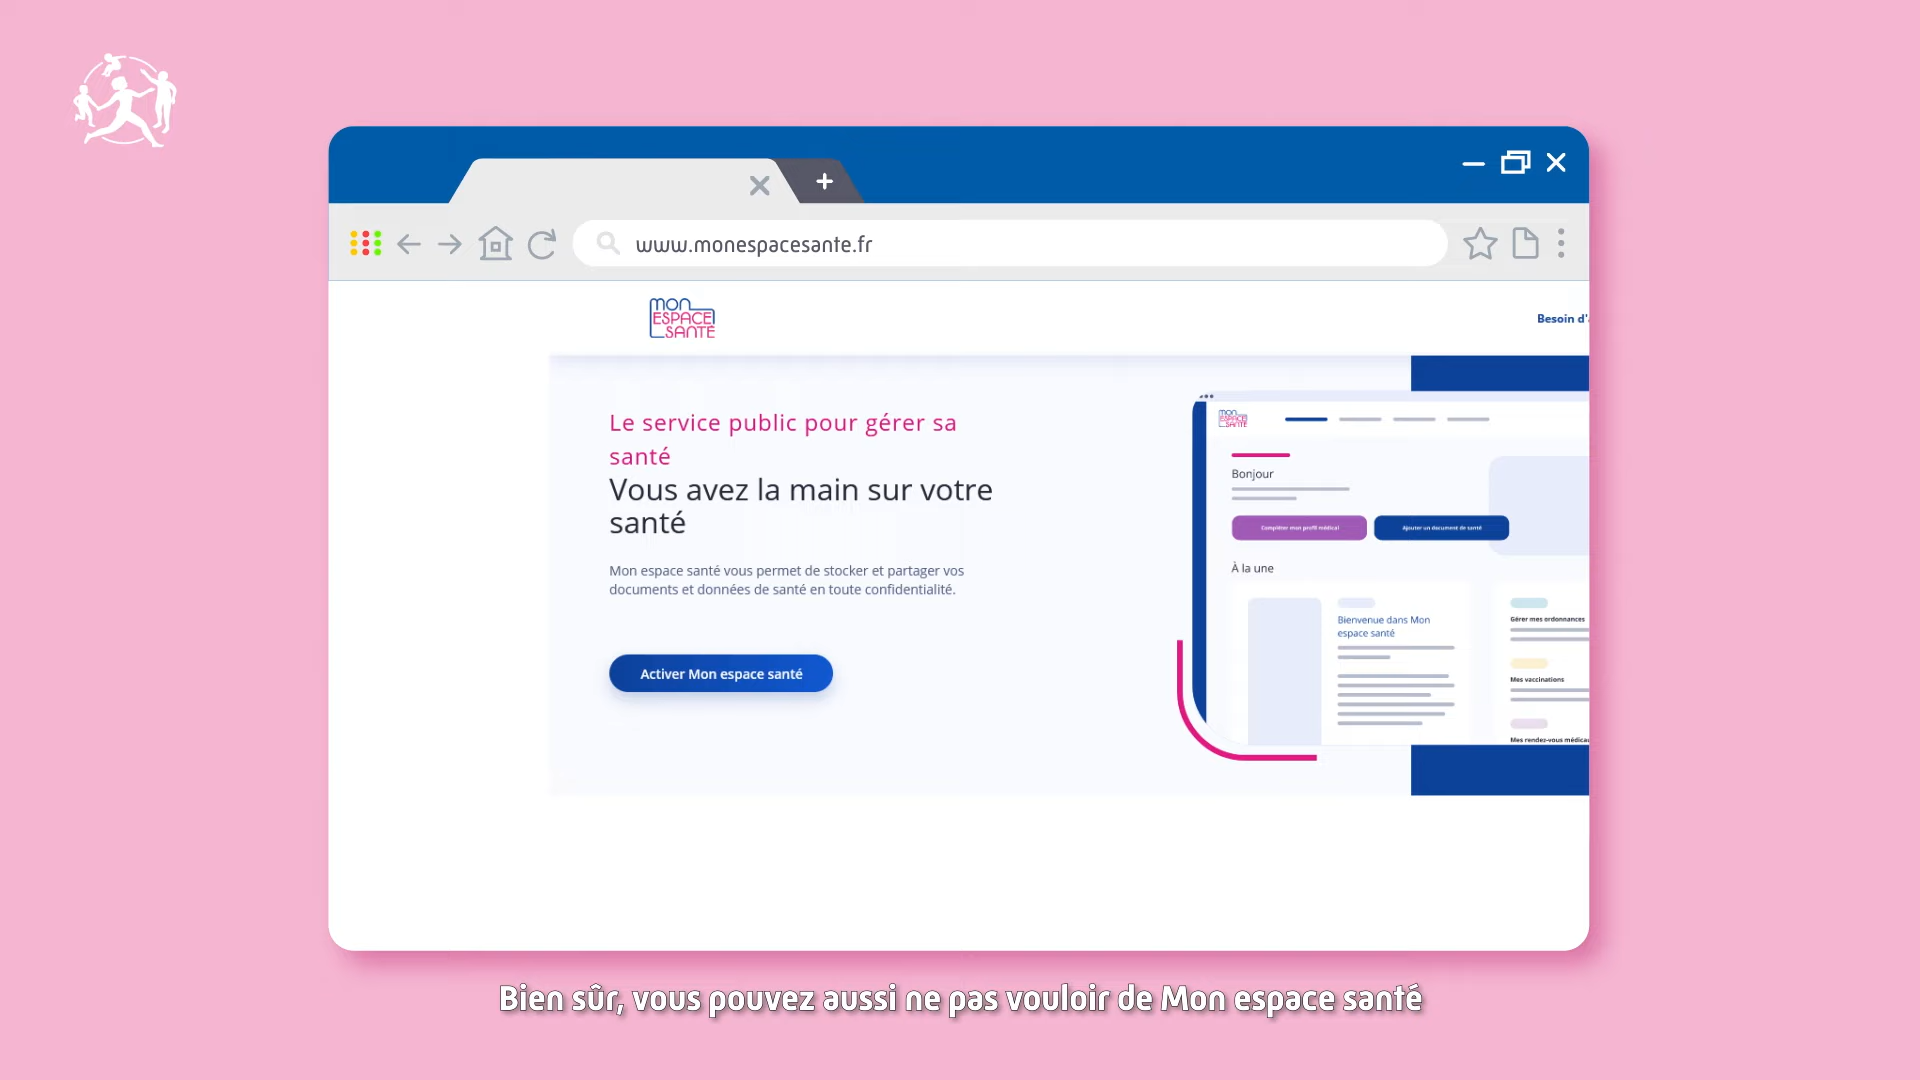 www.monespacesante.fr
mon
ESPACE
SANTÉ
Besoin d'
Le service public pour gérer sa
santé
Vous avez la main sur votre
santé
Mon espace santé vous permet de stocker et partager vos
documents et données de santé en toute confidentialité.
Activer Mon espace santé
mon
ESPACE
SANTÉ
Bonjour
Compléter mon profil médical
Ajouter un document de santé
À la une
Bienvenue dans Mon
espace santé
Gérer mes ordonnances
Mes vaccinations
Mes rendez-vous médica
Bien sûr, vous pouvez aussi ne pas vouloir de Mon espace santé